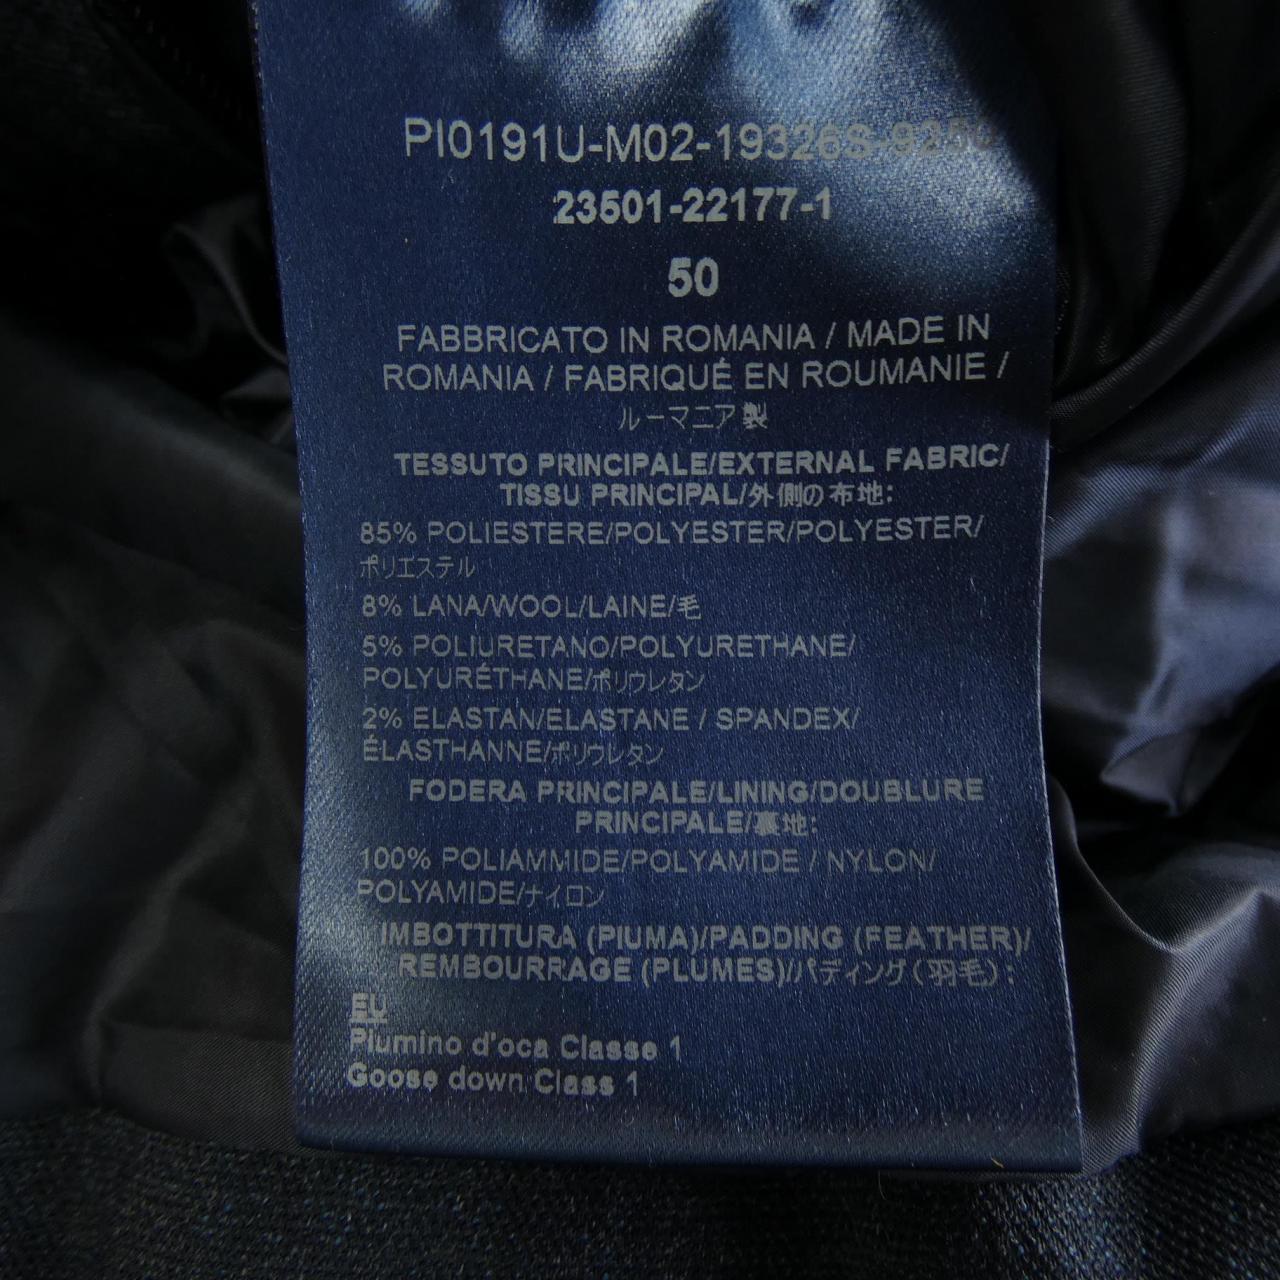 PI0191U-M02-19326S-9250
23501-22177-1
50
FABBRICATO IN ROMANIA / MADE IN
ROMANIA / FABRIQUÉ EN ROUMANIE /
ルーマニア製
TESSUTO PRINCIPALE/EXTERNAL FABRIC/
TISSU PRINCIPAL/外側の布地:
85% POLIESTERE/POLYESTER/POLYESTER/
ポリエステル
8% LANA/WOOL/LAINE/毛
5% POLIURETANO/POLYURETHANE/
POLYURÉTHANE/ポリウレタン
2% ELASTAN/ELASTANE / SPANDEX/
ÉLASTHANNE/ポリウレタン
FODERA PRINCIPALE/LINING/DOUBLURE
PRINCIPALE/裏地:
100% POLIAMMIDE/POLYAMIDE / NYLON/
POLYAMIDE/ナイロン
IMBOTTITURA (PIUMA)/PADDING (FEATHER)/
REMBOURRAGE (PLUMES)/パディング(羽毛):
EU
Piumino d'oca Classe 1
Goose down Class 1